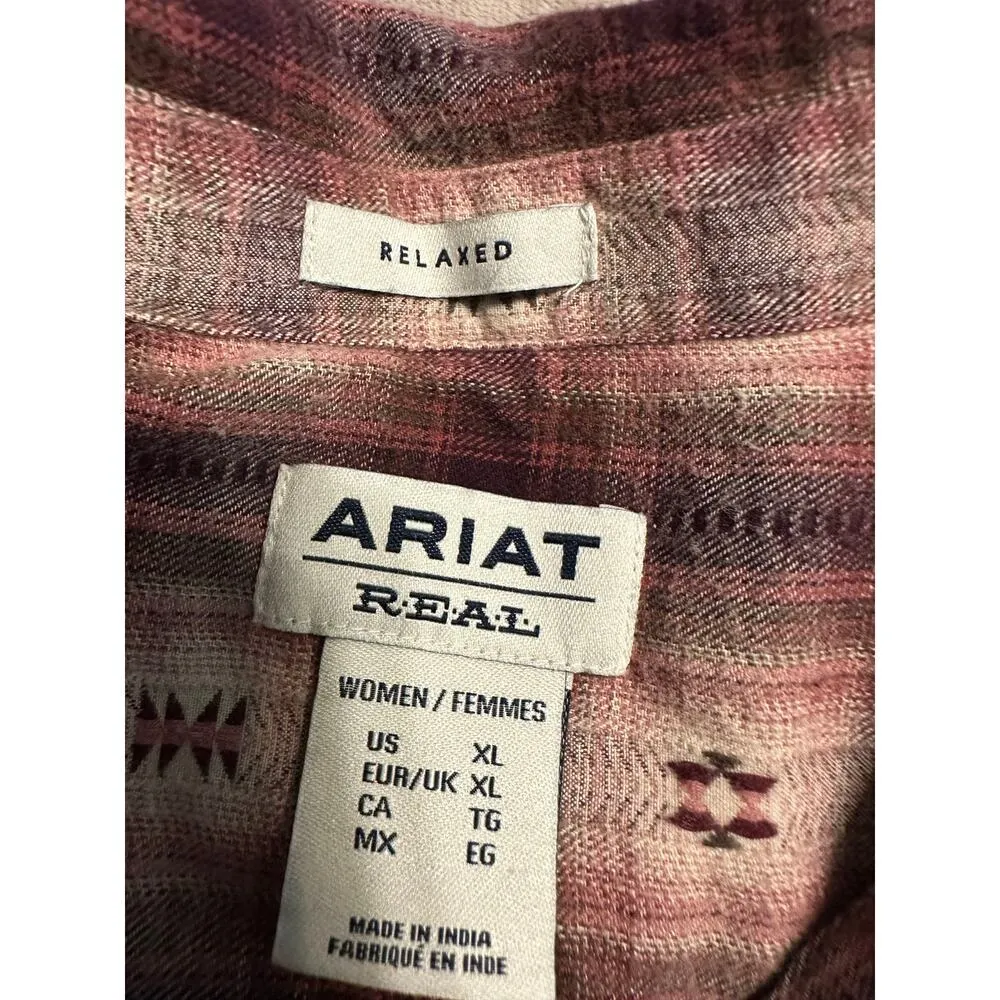 RELAXED
ARIAT
R·E·A·L
WOMEN / FEMMES
US XL
EUR/UK XL
CA TG
MX EG
MADE IN INDIA
FABRIQUÉ EN INDE